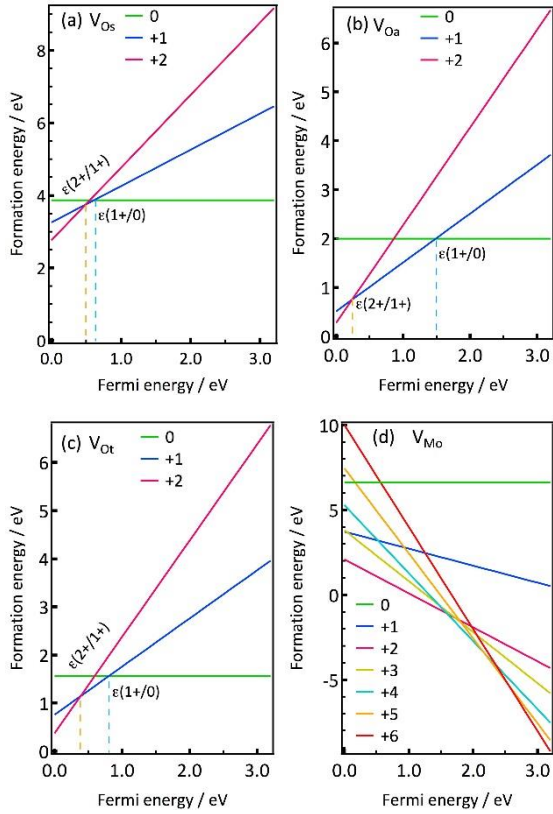 (a) V_Os
0
+1
+2
Formation energy / eV
8
6
4
2
0
ε(2+/1+)
ε(1+/0)
0.0 1.0 2.0 3.0
Fermi energy / eV
(b) V_Oa
0
+1
+2
Formation energy / eV
6
5
4
3
2
1
0
ε(1+/0)
ε(2+/1+)
0.0 1.0 2.0 3.0
Fermi energy / eV
(c) V_Ot
0
+1
+2
Formation energy / eV
6
5
4
3
2
1
0
ε(2+/1+)
ε(1+/0)
0.0 1.0 2.0 3.0
Fermi energy / eV
(d) V_Mo
Formation energy / eV
10
5
0
-5
0
+1
+2
+3
+4
+5
+6
0.0 1.0 2.0 3.0
Fermi energy / eV